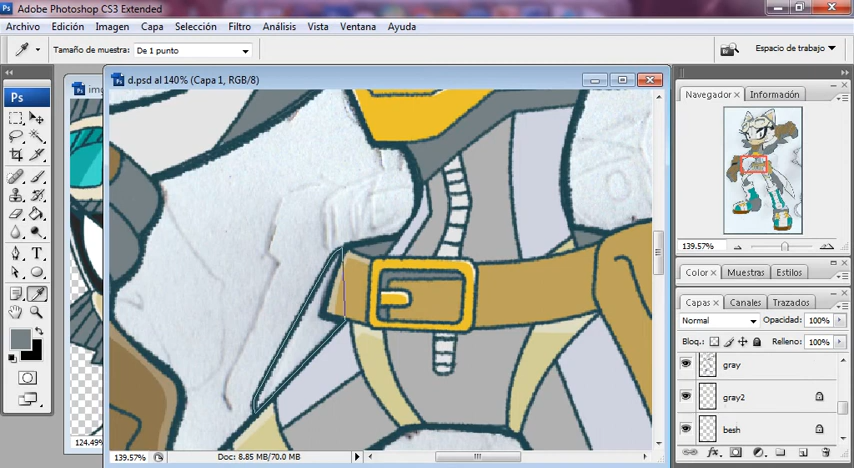 Ps Adobe Photoshop CS3 Extended
Archivo Edición Imagen Capa Selección Filtro Análisis Vista Ventana Ayuda
Tamaño de muestra: De 1 punto
Espacio de trabajo
Ps
Ps d.psd al 140% (Capa 1, RGB/8)
Navegador Información
139.57%
Color Muestras Estilos
Capas Canales Trazados
Normal Opacidad: 100%
Bloq.: Relleno: 100%
gray
gray2
besh
124.49%
139.57% Doc: 8.85 MB/70.0 MB